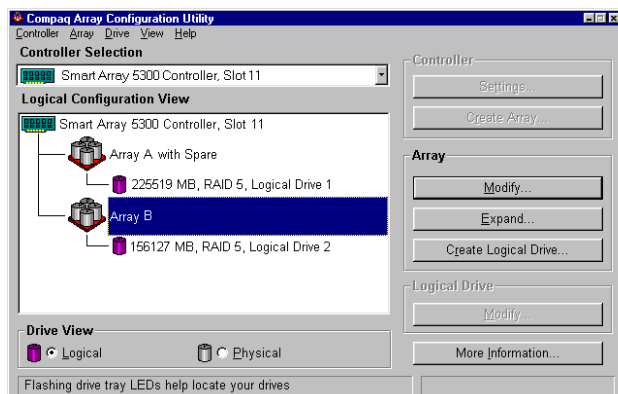 Compaq Array Configuration Utility
Controller Array Drive View Help
Controller Selection
Smart Array 5300 Controller, Slot 11
Logical Configuration View
Smart Array 5300 Controller, Slot 11
Array A with Spare
225519 MB, RAID 5, Logical Drive 1
Array B
156127 MB, RAID 5, Logical Drive 2
Drive View
Logical
Physical
Controller
Settings...
Create Array...
Array
Modify...
Expand...
Create Logical Drive...
Logical Drive
Modify...
More Information...
Flashing drive tray LEDs help locate your drives